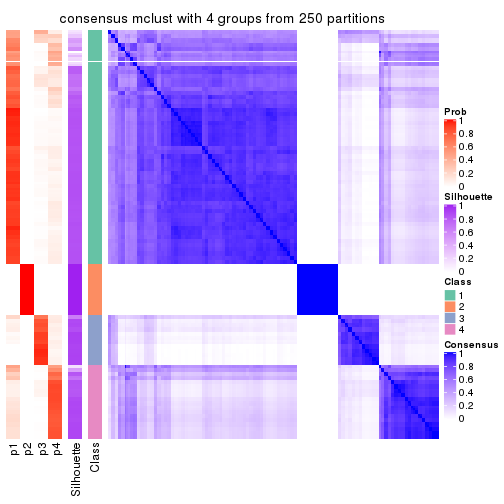 consensus mclust with 4 groups from 250 partitions
Prob
1
0.8
0.6
0.4
0.2
0
Silhouette
1
0.8
0.6
0.4
0.2
0
Class
1
2
3
4
Consensus
1
0.8
0.6
0.4
0.2
0
p1
p2
p3
p4
Silhouette
Class